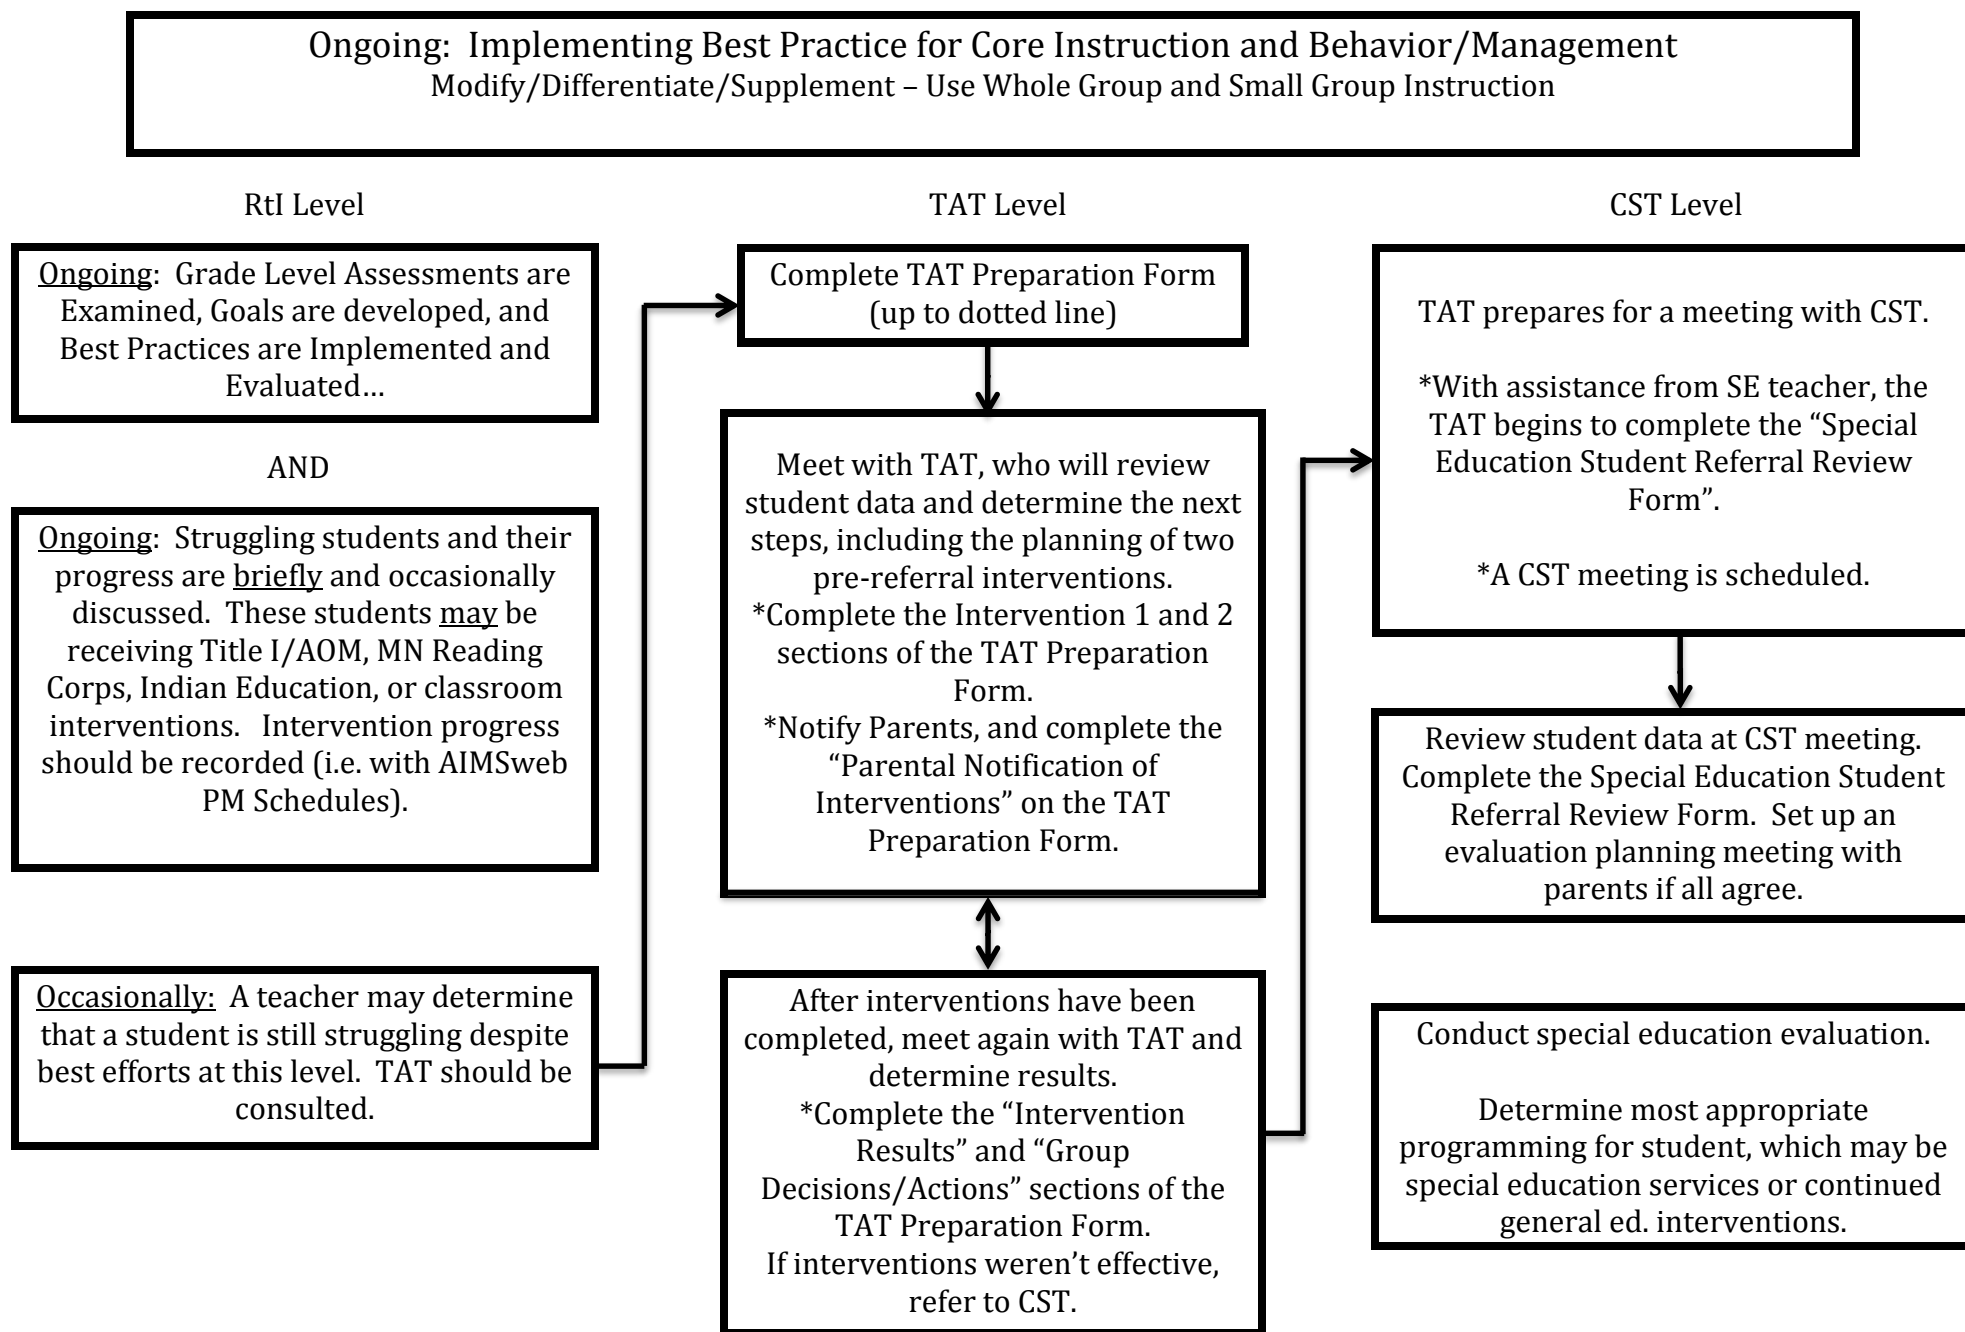 Ongoing: Implementing Best Practice for Core Instruction and Behavior/Management
Modify/Differentiate/Supplement – Use Whole Group and Small Group Instruction
RtI Level
Ongoing: Grade Level Assessments are
Examined, Goals are developed, and
Best Practices are Implemented and
Evaluated…
AND
Ongoing: Struggling students and their
progress are briefly and occasionally
discussed. These students may be
receiving Title I/AOM, MN Reading
Corps, Indian Education, or classroom
interventions. Intervention progress
should be recorded (i.e. with AIMSweb
PM Schedules).
Occasionally: A teacher may determine
that a student is still struggling despite
best efforts at this level. TAT should be
consulted.
TAT Level
Complete TAT Preparation Form
(up to dotted line)
Meet with TAT, who will review
student data and determine the next
steps, including the planning of two
pre-referral interventions.
*Complete the Intervention 1 and 2
sections of the TAT Preparation
Form.
*Notify Parents, and complete the
“Parental Notification of
Interventions” on the TAT
Preparation Form.
After interventions have been
completed, meet again with TAT and
determine results.
*Complete the “Intervention
Results” and “Group
Decisions/Actions” sections of the
TAT Preparation Form.
If interventions weren’t effective,
refer to CST.
CST Level
TAT prepares for a meeting with CST.
*With assistance from SE teacher, the
TAT begins to complete the “Special
Education Student Referral Review
Form”.
*A CST meeting is scheduled.
Review student data at CST meeting.
Complete the Special Education Student
Referral Review Form. Set up an
evaluation planning meeting with
parents if all agree.
Conduct special education evaluation.
Determine most appropriate
programming for student, which may be
special education services or continued
general ed. interventions.